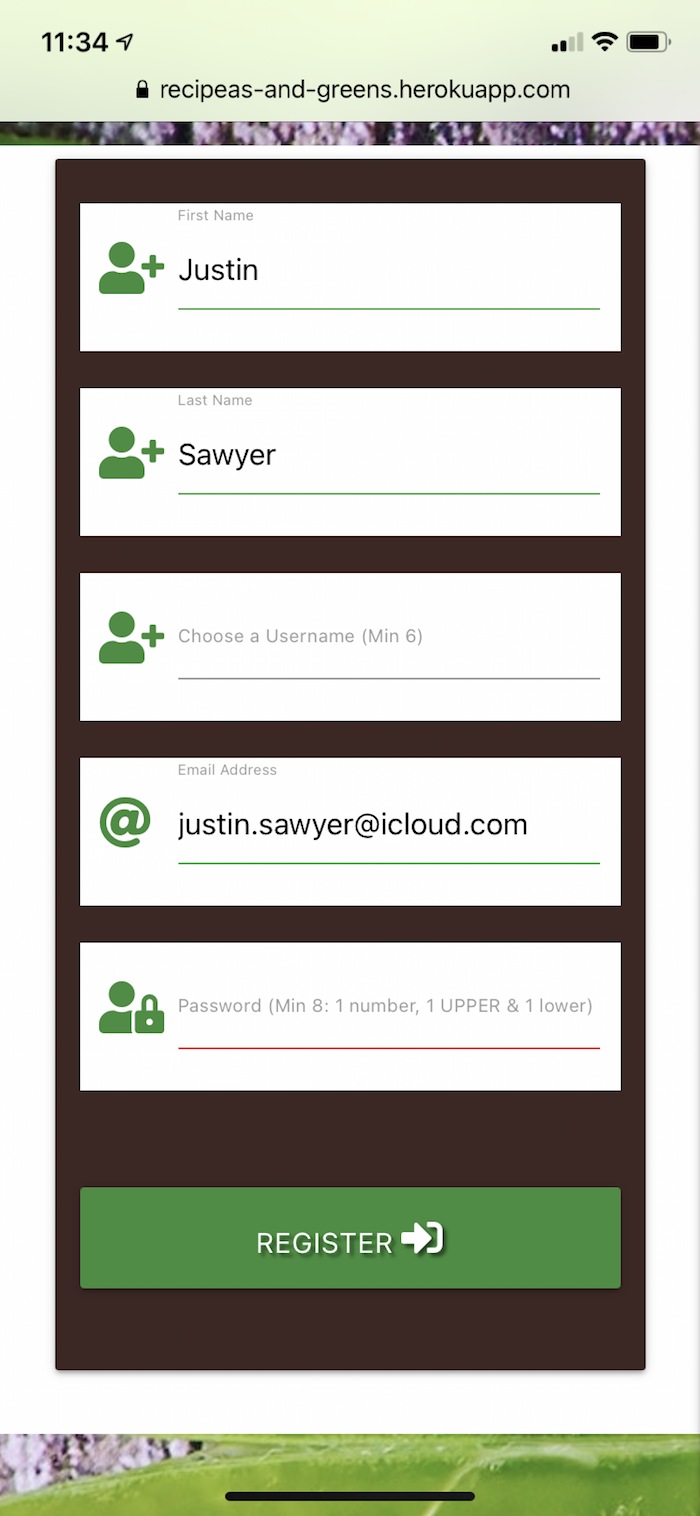 11:34
recipeas-and-greens.herokuapp.com
First Name
Justin
Last Name
Sawyer
Choose a Username (Min 6)
Email Address
@
justin.sawyer@icloud.com
Password (Min 8: 1 number, 1 UPPER & 1 lower)
REGISTER